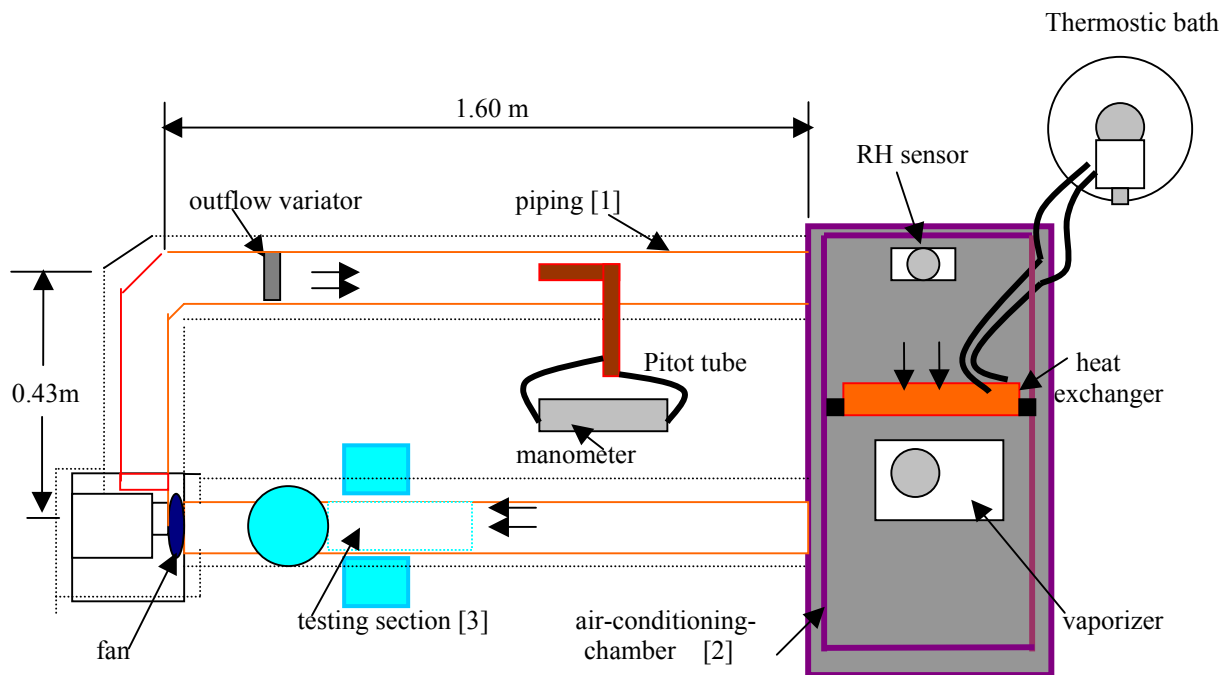 Thermostic bath
1.60 m
RH sensor
outflow variator
piping [1]
Pitot tube
heat
exchanger
0.43m
manometer
testing section [3]
air-conditioning-
chamber [2]
vaporizer
fan